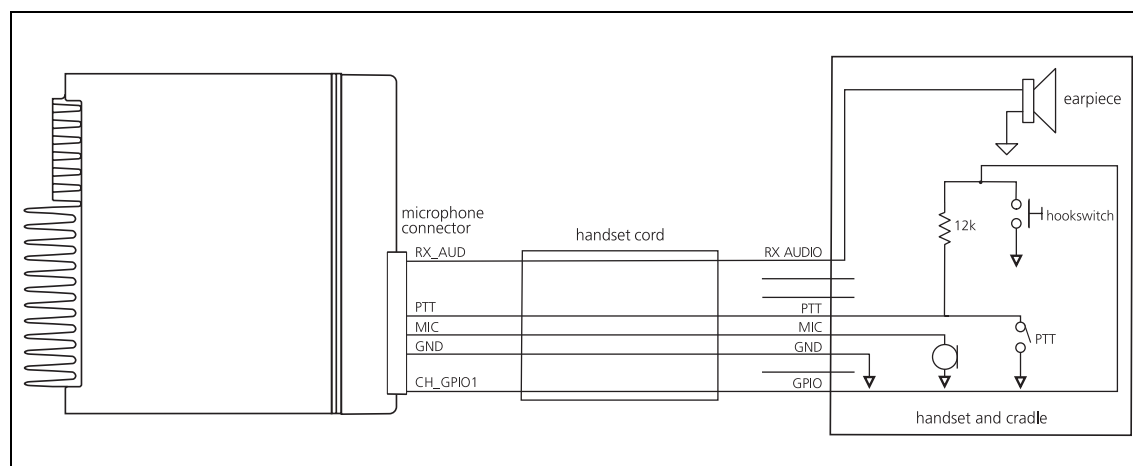 earpiece
microphone
connector
handset cord
12k
hookswitch
RX_AUD
RX AUDIO
PTT
PTT
MIC
MIC
PTT
GND
GND
CH_GPIO1
GPIO
handset and cradle